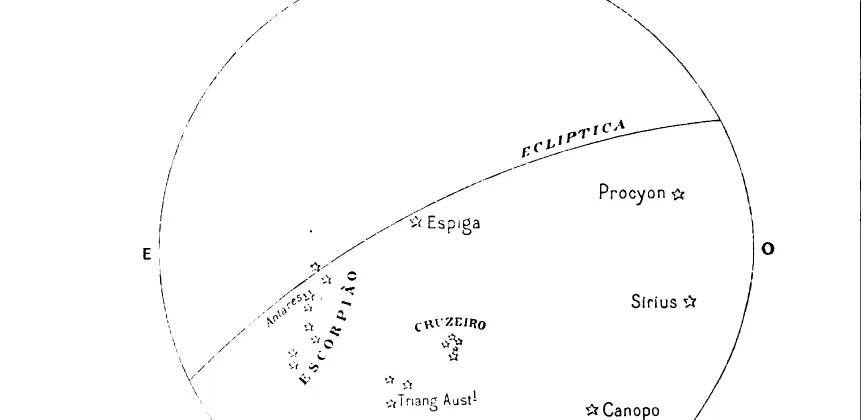 ECLIPTICA
Procyon
Espiga
E
O
Antares
ESCORPIÃO
Sirius
CRUZEIRO
Triang Aust!
Canopo